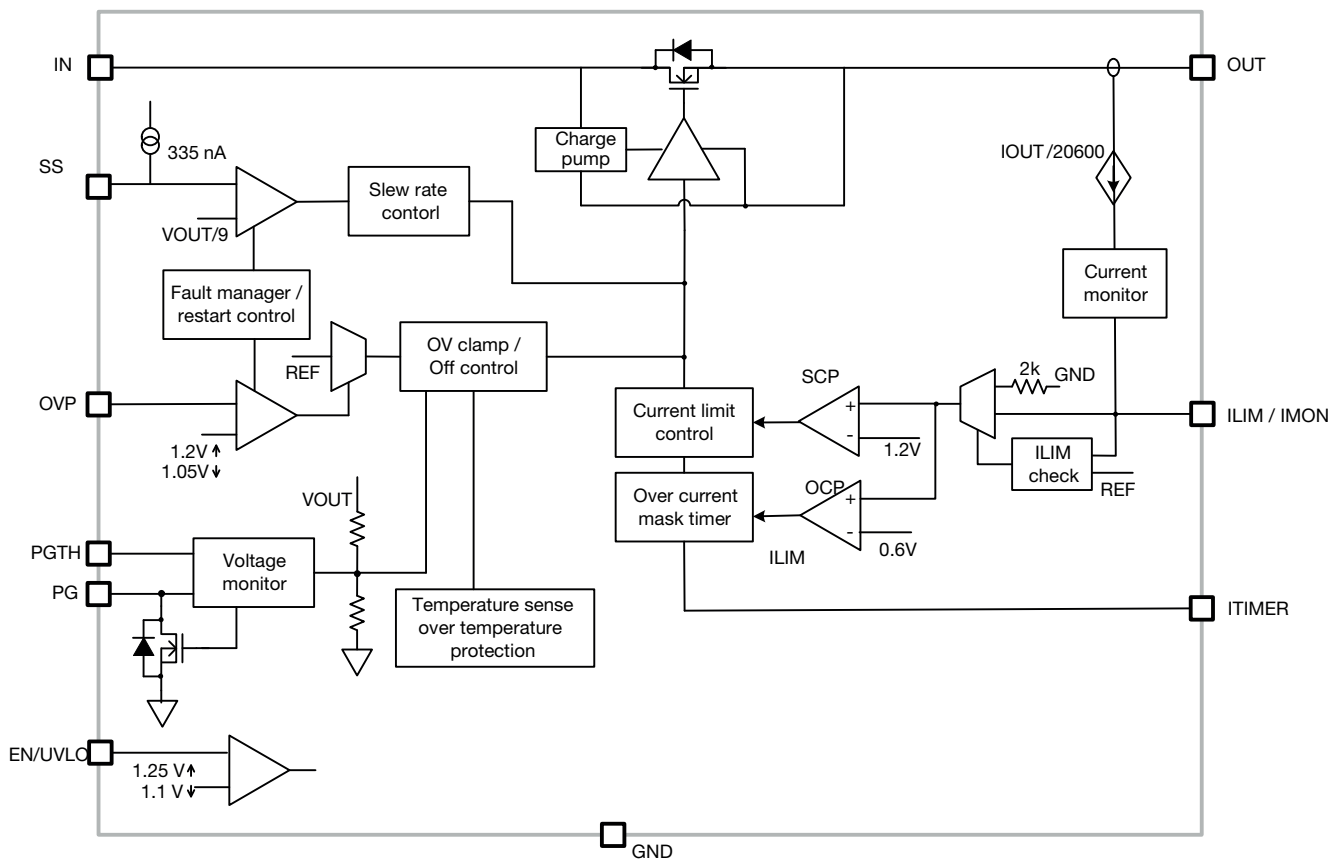 IN
OUT
SS
335 nA
VOUT/9
Slew rate
contorl
Charge
pump
IOUT/20600
Current
monitor
Fault manager /
restart control
REF
OV clamp /
Off control
OVP
1.2V
1.05V
SCP
+
-
1.2V
Current limit
control
2k
GND
ILIM / IMON
ILIM
check
REF
Over current
mask timer
OCP
+
-
0.6V
ILIM
VOUT
PGTH
PG
Voltage
monitor
Temperature sense
over temperature
protection
ITIMER
EN/UVLO
1.25 V
1.1 V
GND